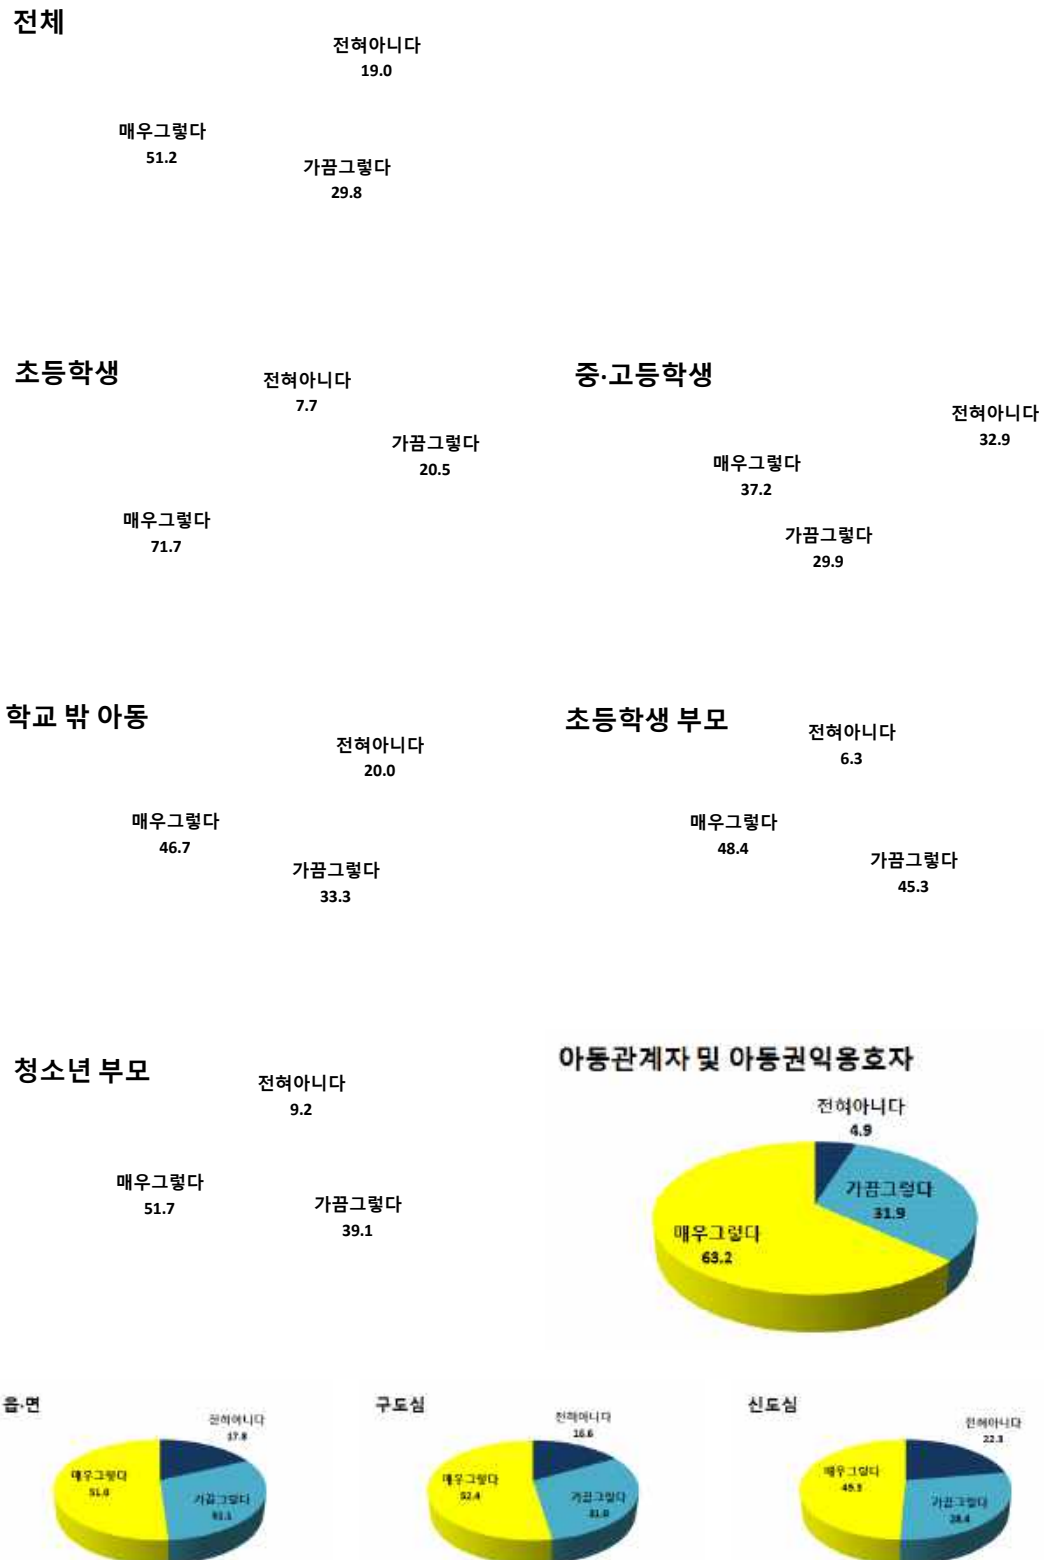 전체
전혀아니다
19.0
매우그렇다
51.2
가끔그렇다
29.8
초등학생
전혀아니다
7.7
가끔그렇다
20.5
매우그렇다
71.7
중·고등학생
전혀아니다
32.9
매우그렇다
37.2
가끔그렇다
29.9
학교 밖 아동
전혀아니다
20.0
매우그렇다
46.7
가끔그렇다
33.3
초등학생 부모
전혀아니다
6.3
매우그렇다
48.4
가끔그렇다
45.3
청소년 부모
전혀아니다
9.2
매우그렇다
51.7
가끔그렇다
39.1
아동관계자 및 아동권익옹호자
전혀아니다
4.9
가끔그렇다
31.9
매우그렇다
63.2
읍·면
전혀아니다
17.8
매우그렇다
51.0
가끔그렇다
구도심
전혀아니다
16.6
매우그렇다
52.4
가끔그렇다
31.0
신도심
전혀아니다
22.3
매우그렇다
49.3
가끔그렇다
28.4